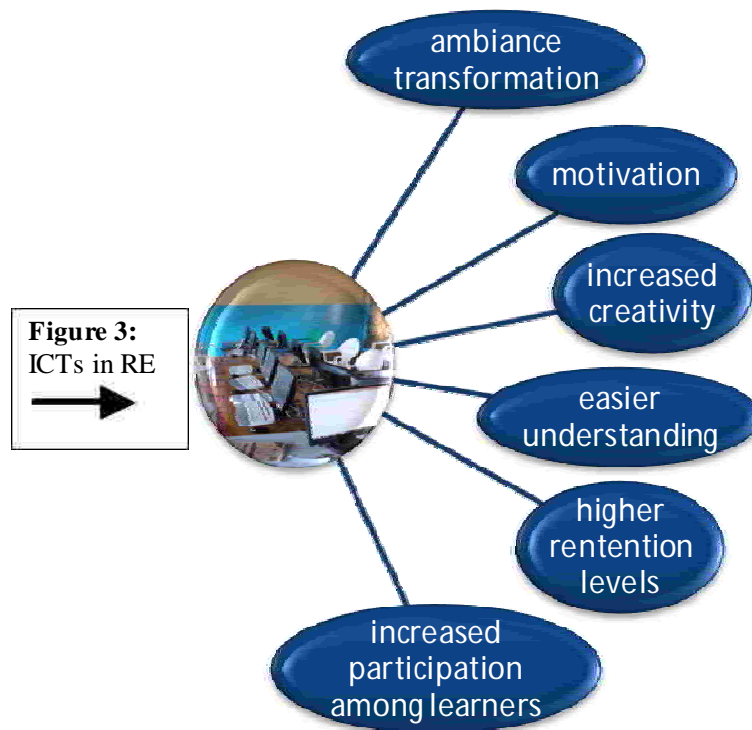 ambiance
transformation
motivation
increased
creativity
Figure 3:
ICTs in RE
easier
understanding
higher
rentention
levels
increased
participation
among learners